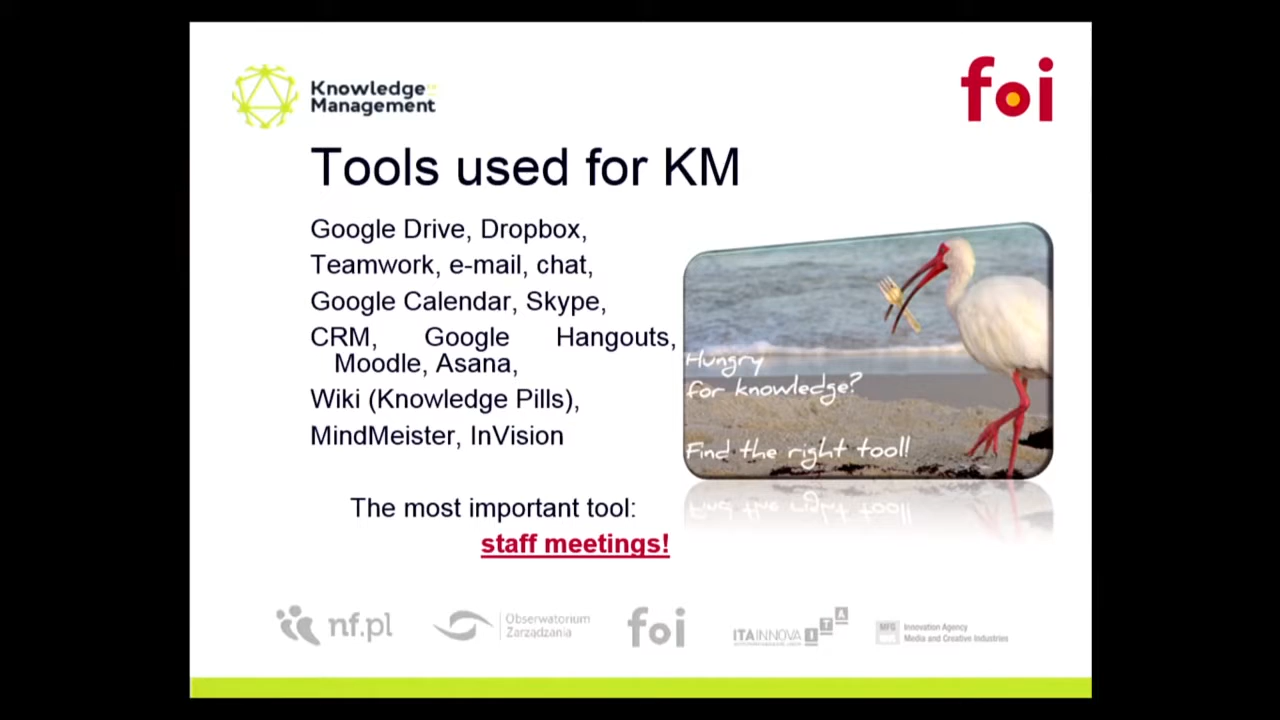 Knowledge
Management
foi
Tools used for KM
Google Drive, Dropbox,
Teamwork, e-mail, chat,
Google Calendar, Skype,
CRM, Google Hangouts,
Moodle, Asana,
Wiki (Knowledge Pills),
MindMeister, InVision
Hungry
for knowledge?
Find the right tool!
The most important tool:
staff meetings!
nf.pl
Obserwatorium
Zarządzania
foi
ITAINNOVA
ITA
MFG
Innovation Agency
Media and Creative Industries